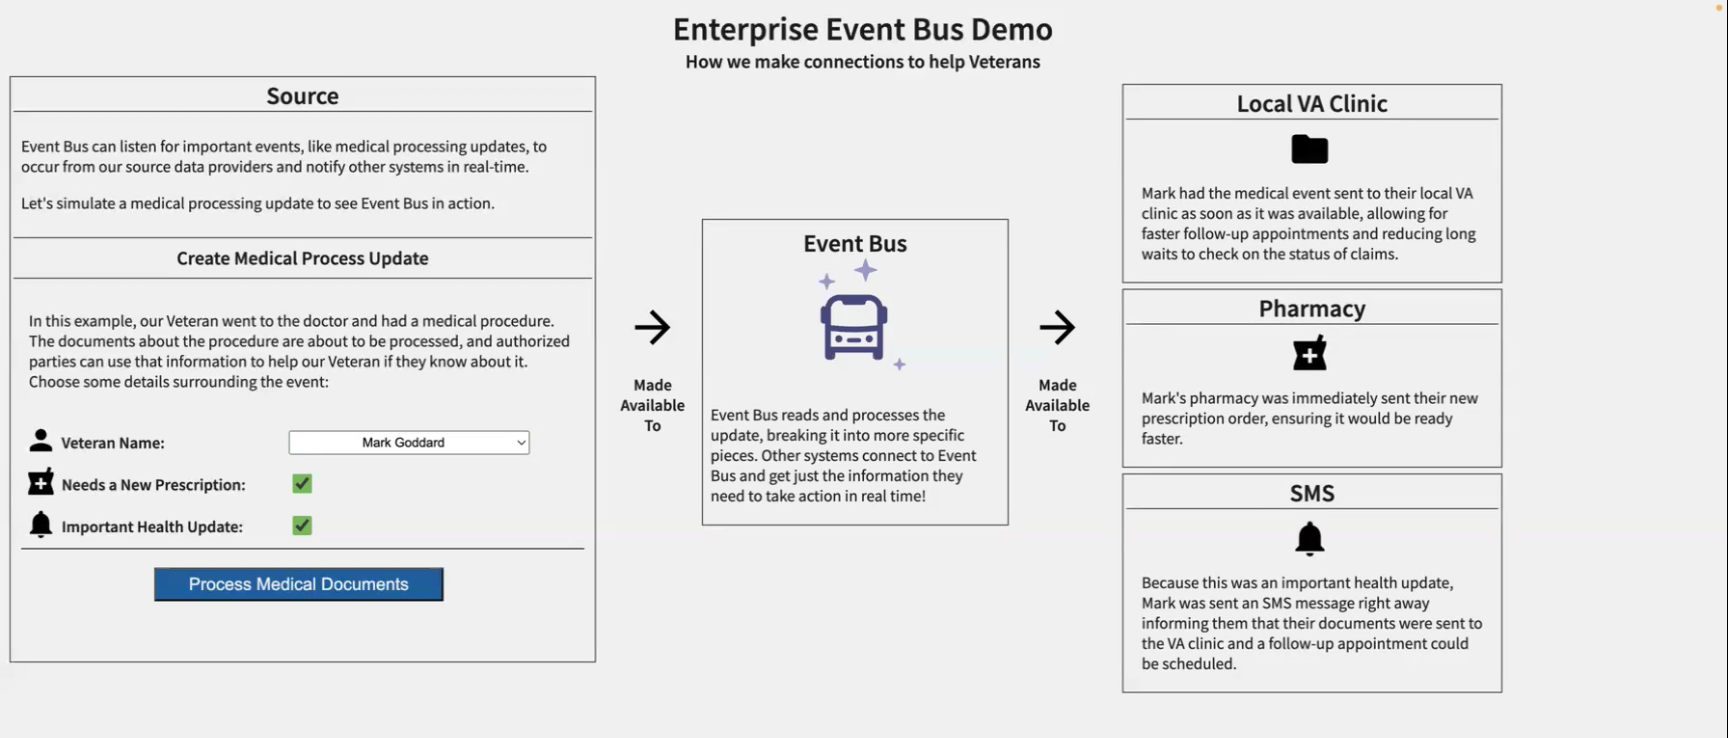 Enterprise Event Bus Demo
How we make connections to help Veterans
Source
Event Bus can listen for important events, like medical processing updates, to
occur from our source data providers and notify other systems in real-time.
Let's simulate a medical processing update to see Event Bus in action.
Create Medical Process Update
In this example, our Veteran went to the doctor and had a medical procedure.
The documents about the procedure are about to be processed, and authorized
parties can use that information to help our Veteran if they know about it.
Choose some details surrounding the event:
Veteran Name:
Mark Goddard
Needs a New Prescription:
Important Health Update:
Process Medical Documents
Made
Available
To
Event Bus
Event Bus reads and processes the
update, breaking it into more specific
pieces. Other systems connect to Event
Bus and get just the information they
need to take action in real time!
Made
Available
To
Local VA Clinic
Mark had the medical event sent to their local VA
clinic as soon as it was available, allowing for
faster follow-up appointments and reducing long
waits to check on the status of claims.
Pharmacy
Mark's pharmacy was immediately sent their new
prescription order, ensuring it would be ready
faster.
SMS
Because this was an important health update,
Mark was sent an SMS message right away
informing them that their documents were sent to
the VA clinic and a follow-up appointment could
be scheduled.